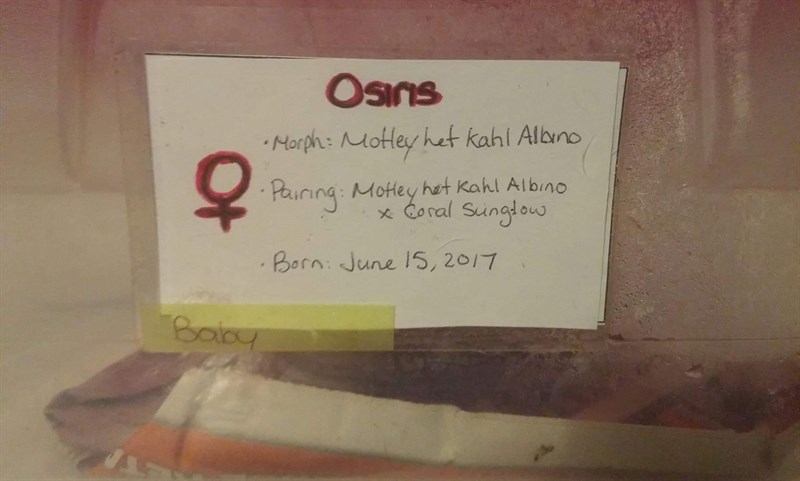 Osiris
• Morph: Motley het Kahl Albino
• Pairing: Motley het Kahl Albino
x Coral Sunglow
• Born: June 15, 2017
Baby